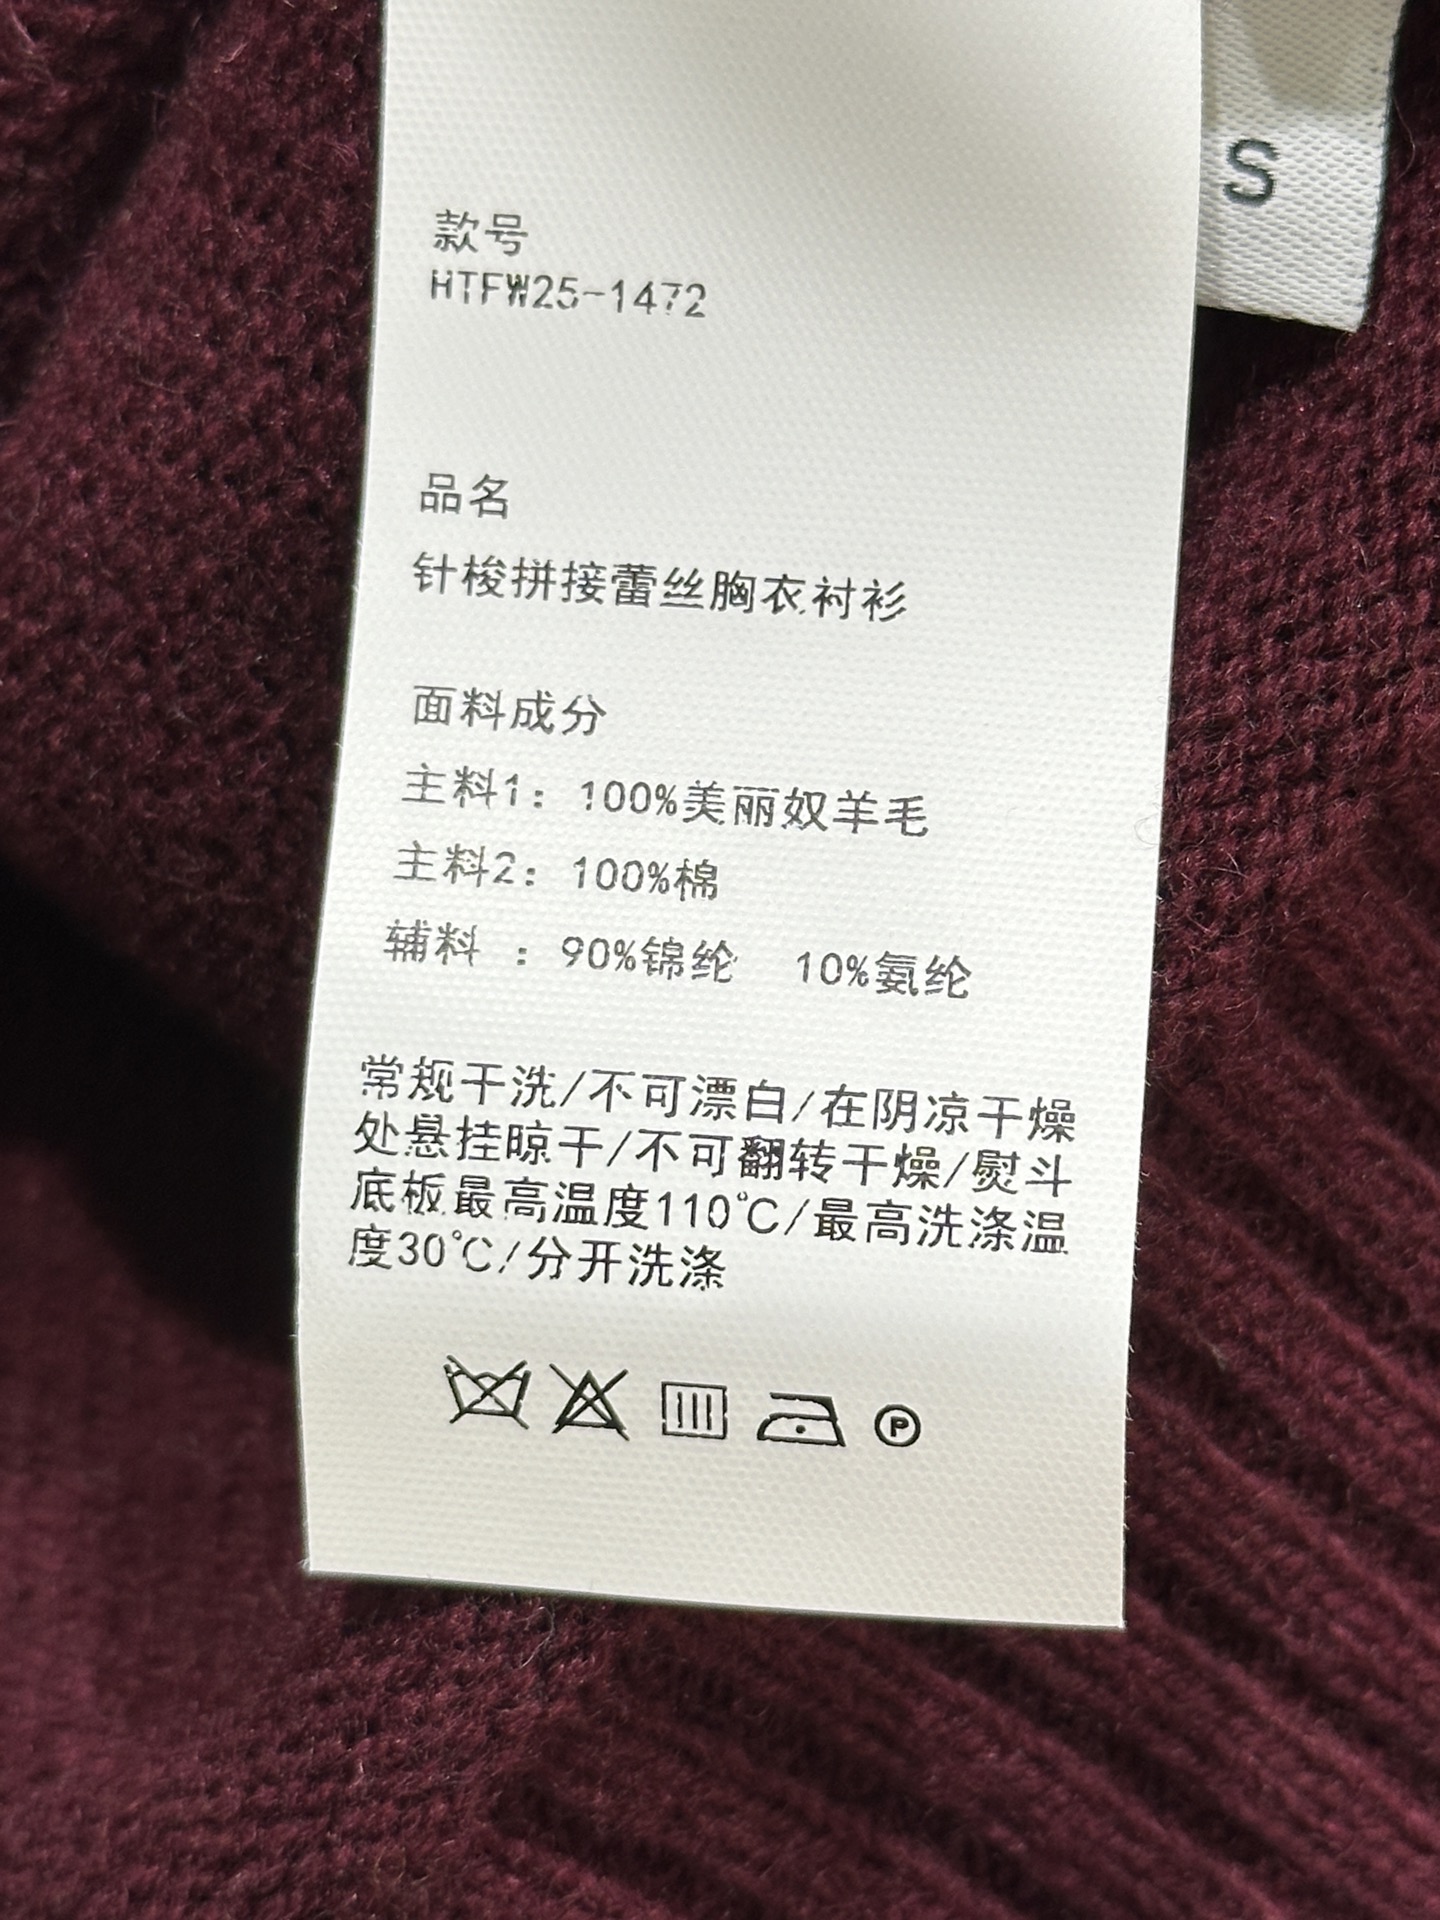 S
款号
HTFW25-1472
品名
针梭拼接蕾丝胸衣衬衫
面料成分
主料1：100%美丽奴羊毛
主料2：100%棉
辅料 ：90%锦纶 10%氨纶
常规干洗/不可漂白/在阴凉干燥
处悬挂晾干/不可翻转干燥/熨斗
底板最高温度110℃/最高洗涤温
度30℃/分开洗涤
P